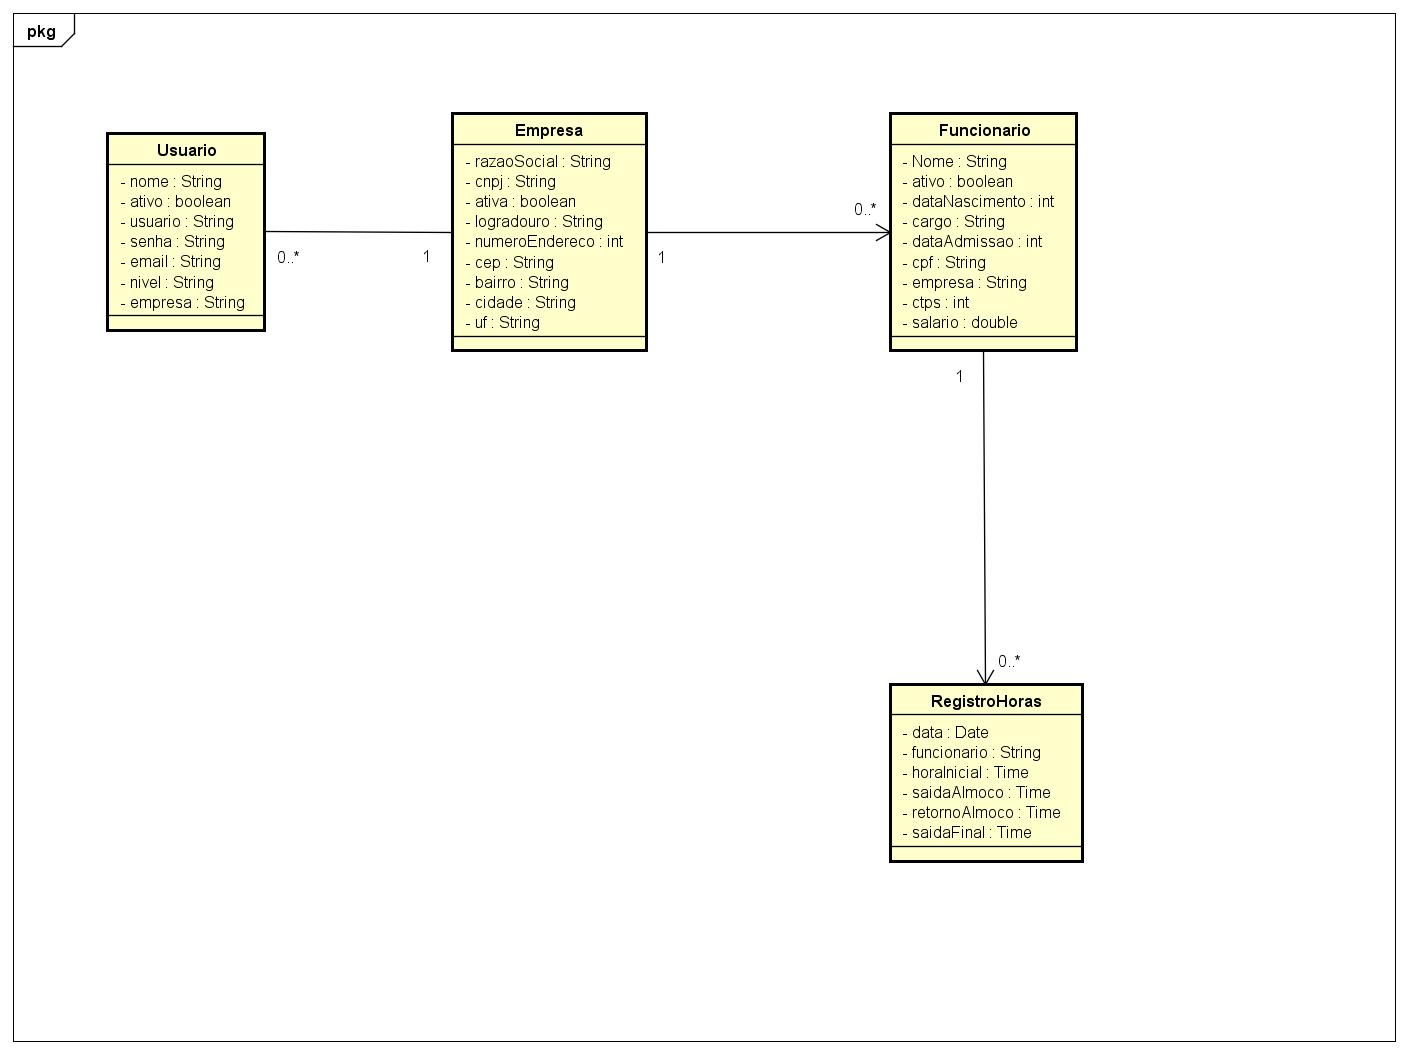 pkg
Usuario
- nome : String
- ativo : boolean
- usuario : String
- senha : String
- email : String
- nivel : String
- empresa : String
0..*
1
Empresa
- razaoSocial : String
- cnpj : String
- ativa : boolean
- logradouro : String
- numeroEndereco : int
- cep : String
- bairro : String
- cidade : String
- uf : String
1
0..*
Funcionario
- Nome : String
- ativo : boolean
- dataNascimento : int
- cargo : String
- dataAdmissao : int
- cpf : String
- empresa : String
- ctps : int
- salario : double
1
0..*
RegistroHoras
- data : Date
- funcionario : String
- horaInicial : Time
- saidaAlmoco : Time
- retornoAlmoco : Time
- saidaFinal : Time